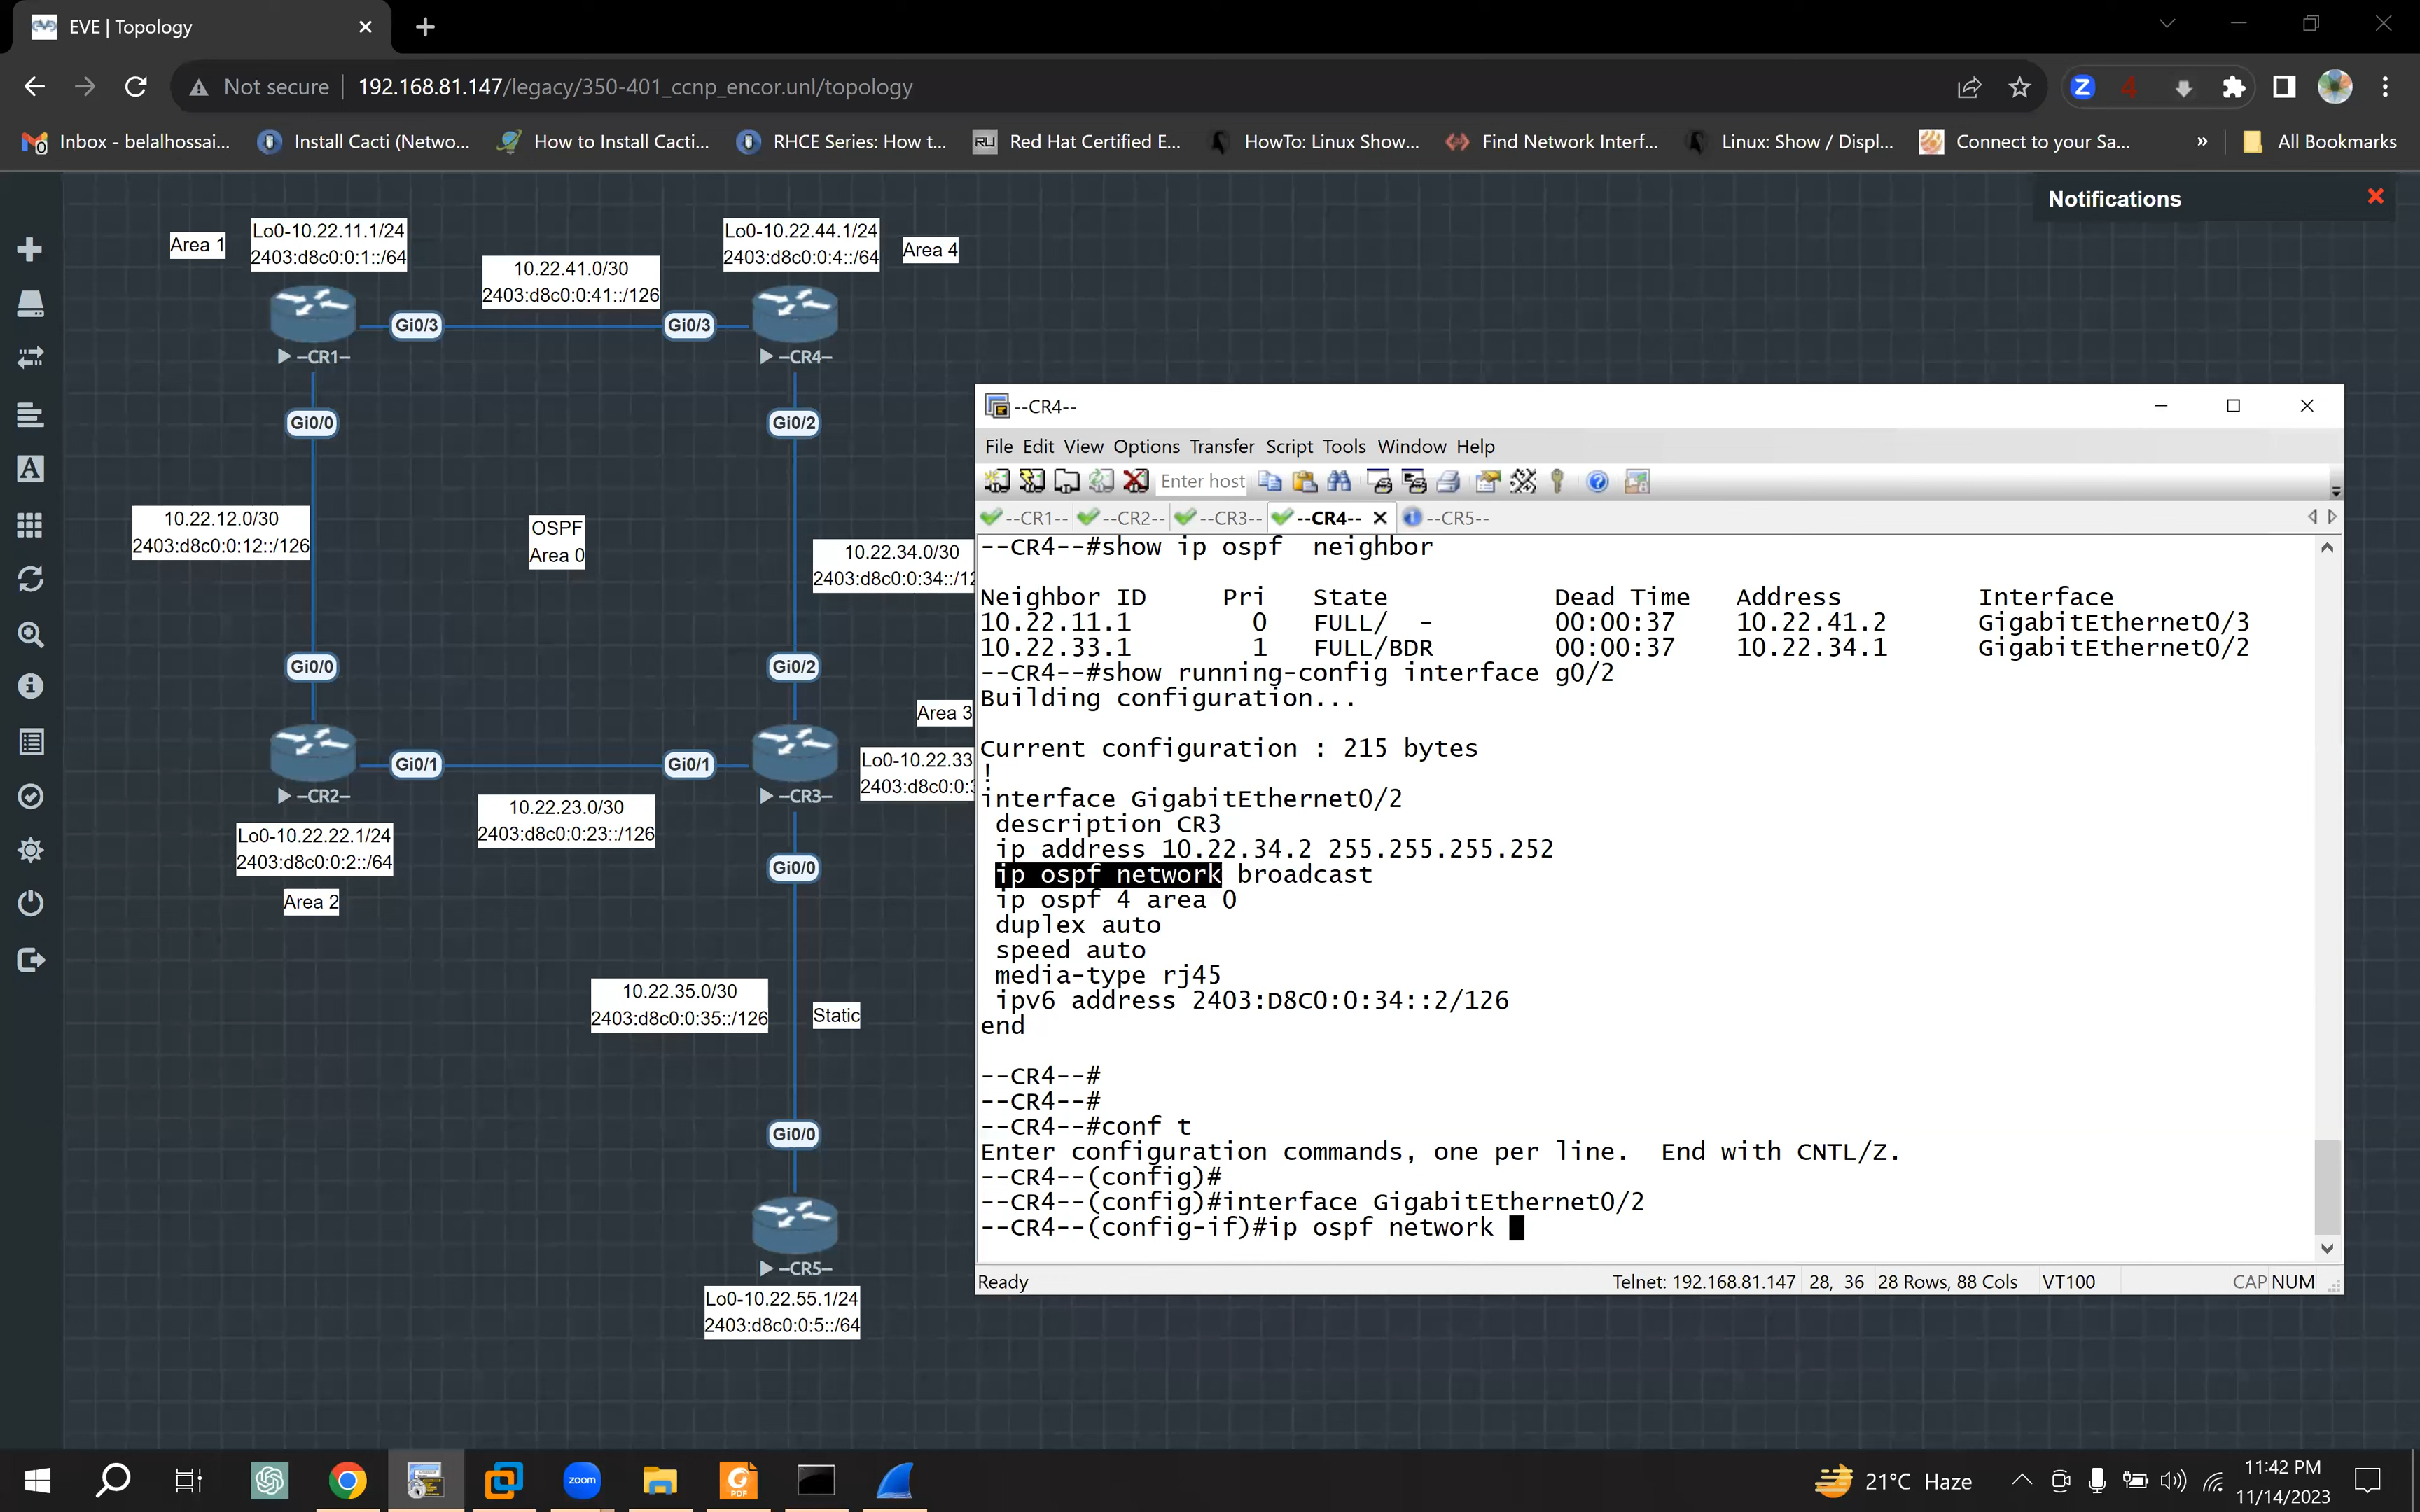 EVE | Topology
Not secure
192.168.81.147/legacy/350-401_ccnp_encor.unl/topology
Inbox - belalhossai...
Install Cacti (Netwo...
How to Install Cacti...
RHCE Series: How t...
RU
Red Hat Certified E...
HowTo: Linux Show...
Find Network Interf...
Linux: Show / Displ...
Connect to your Sa...
»
All Bookmarks
Notifications
Area 1
Lo0-10.22.11.1/24
2403:d8c0:0:1::/64
10.22.41.0/30
2403:d8c0:0:41::/126
Lo0-10.22.44.1/24
2403:d8c0:0:4::/64
Area 4
Gi0/3
Gi0/3
--CR1--
--CR4--
Gi0/0
Gi0/2
10.22.12.0/30
2403:d8c0:0:12::/126
OSPF
Area 0
10.22.34.0/30
2403:d8c0:0:34::/12
Gi0/0
Gi0/2
Area 3
Gi0/1
Gi0/1
Lo0-10.22.33
2403:d8c0:0:3
--CR2--
--CR3--
10.22.23.0/30
2403:d8c0:0:23::/126
Lo0-10.22.22.1/24
2403:d8c0:0:2::/64
Area 2
Gi0/0
10.22.35.0/30
2403:d8c0:0:35::/126
Static
Gi0/0
--CR5--
Lo0-10.22.55.1/24
2403:d8c0:0:5::/64
--CR4--
File Edit View Options Transfer Script Tools Window Help
Enter host
--CR1-- --CR2-- --CR3-- --CR4-- --CR5--
--CR4--#show ip ospf  neighbor
Neighbor ID     Pri   State           Dead Time   Address         Interface
10.22.11.1        0   FULL/  -        00:00:37    10.22.41.2      GigabitEthernet0/3
10.22.33.1        1   FULL/BDR        00:00:37    10.22.34.1      GigabitEthernet0/2
--CR4--#show running-config interface g0/2
Building configuration...
Current configuration : 215 bytes
!
interface GigabitEthernet0/2
description CR3
ip address 10.22.34.2 255.255.255.252
ip ospf network broadcast
ip ospf 4 area 0
duplex auto
speed auto
media-type rj45
ipv6 address 2403:D8C0:0:34::2/126
end
--CR4--#
--CR4--#
--CR4--#conf t
Enter configuration commands, one per line.  End with CNTL/Z.
--CR4--(config)#
--CR4--(config)#interface GigabitEthernet0/2
--CR4--(config-if)#ip ospf network
Ready
Telnet: 192.168.81.147
28, 36
28 Rows, 88 Cols
VT100
CAP NUM
zoom
PDF
21°C Haze
11:42 PM
11/14/2023